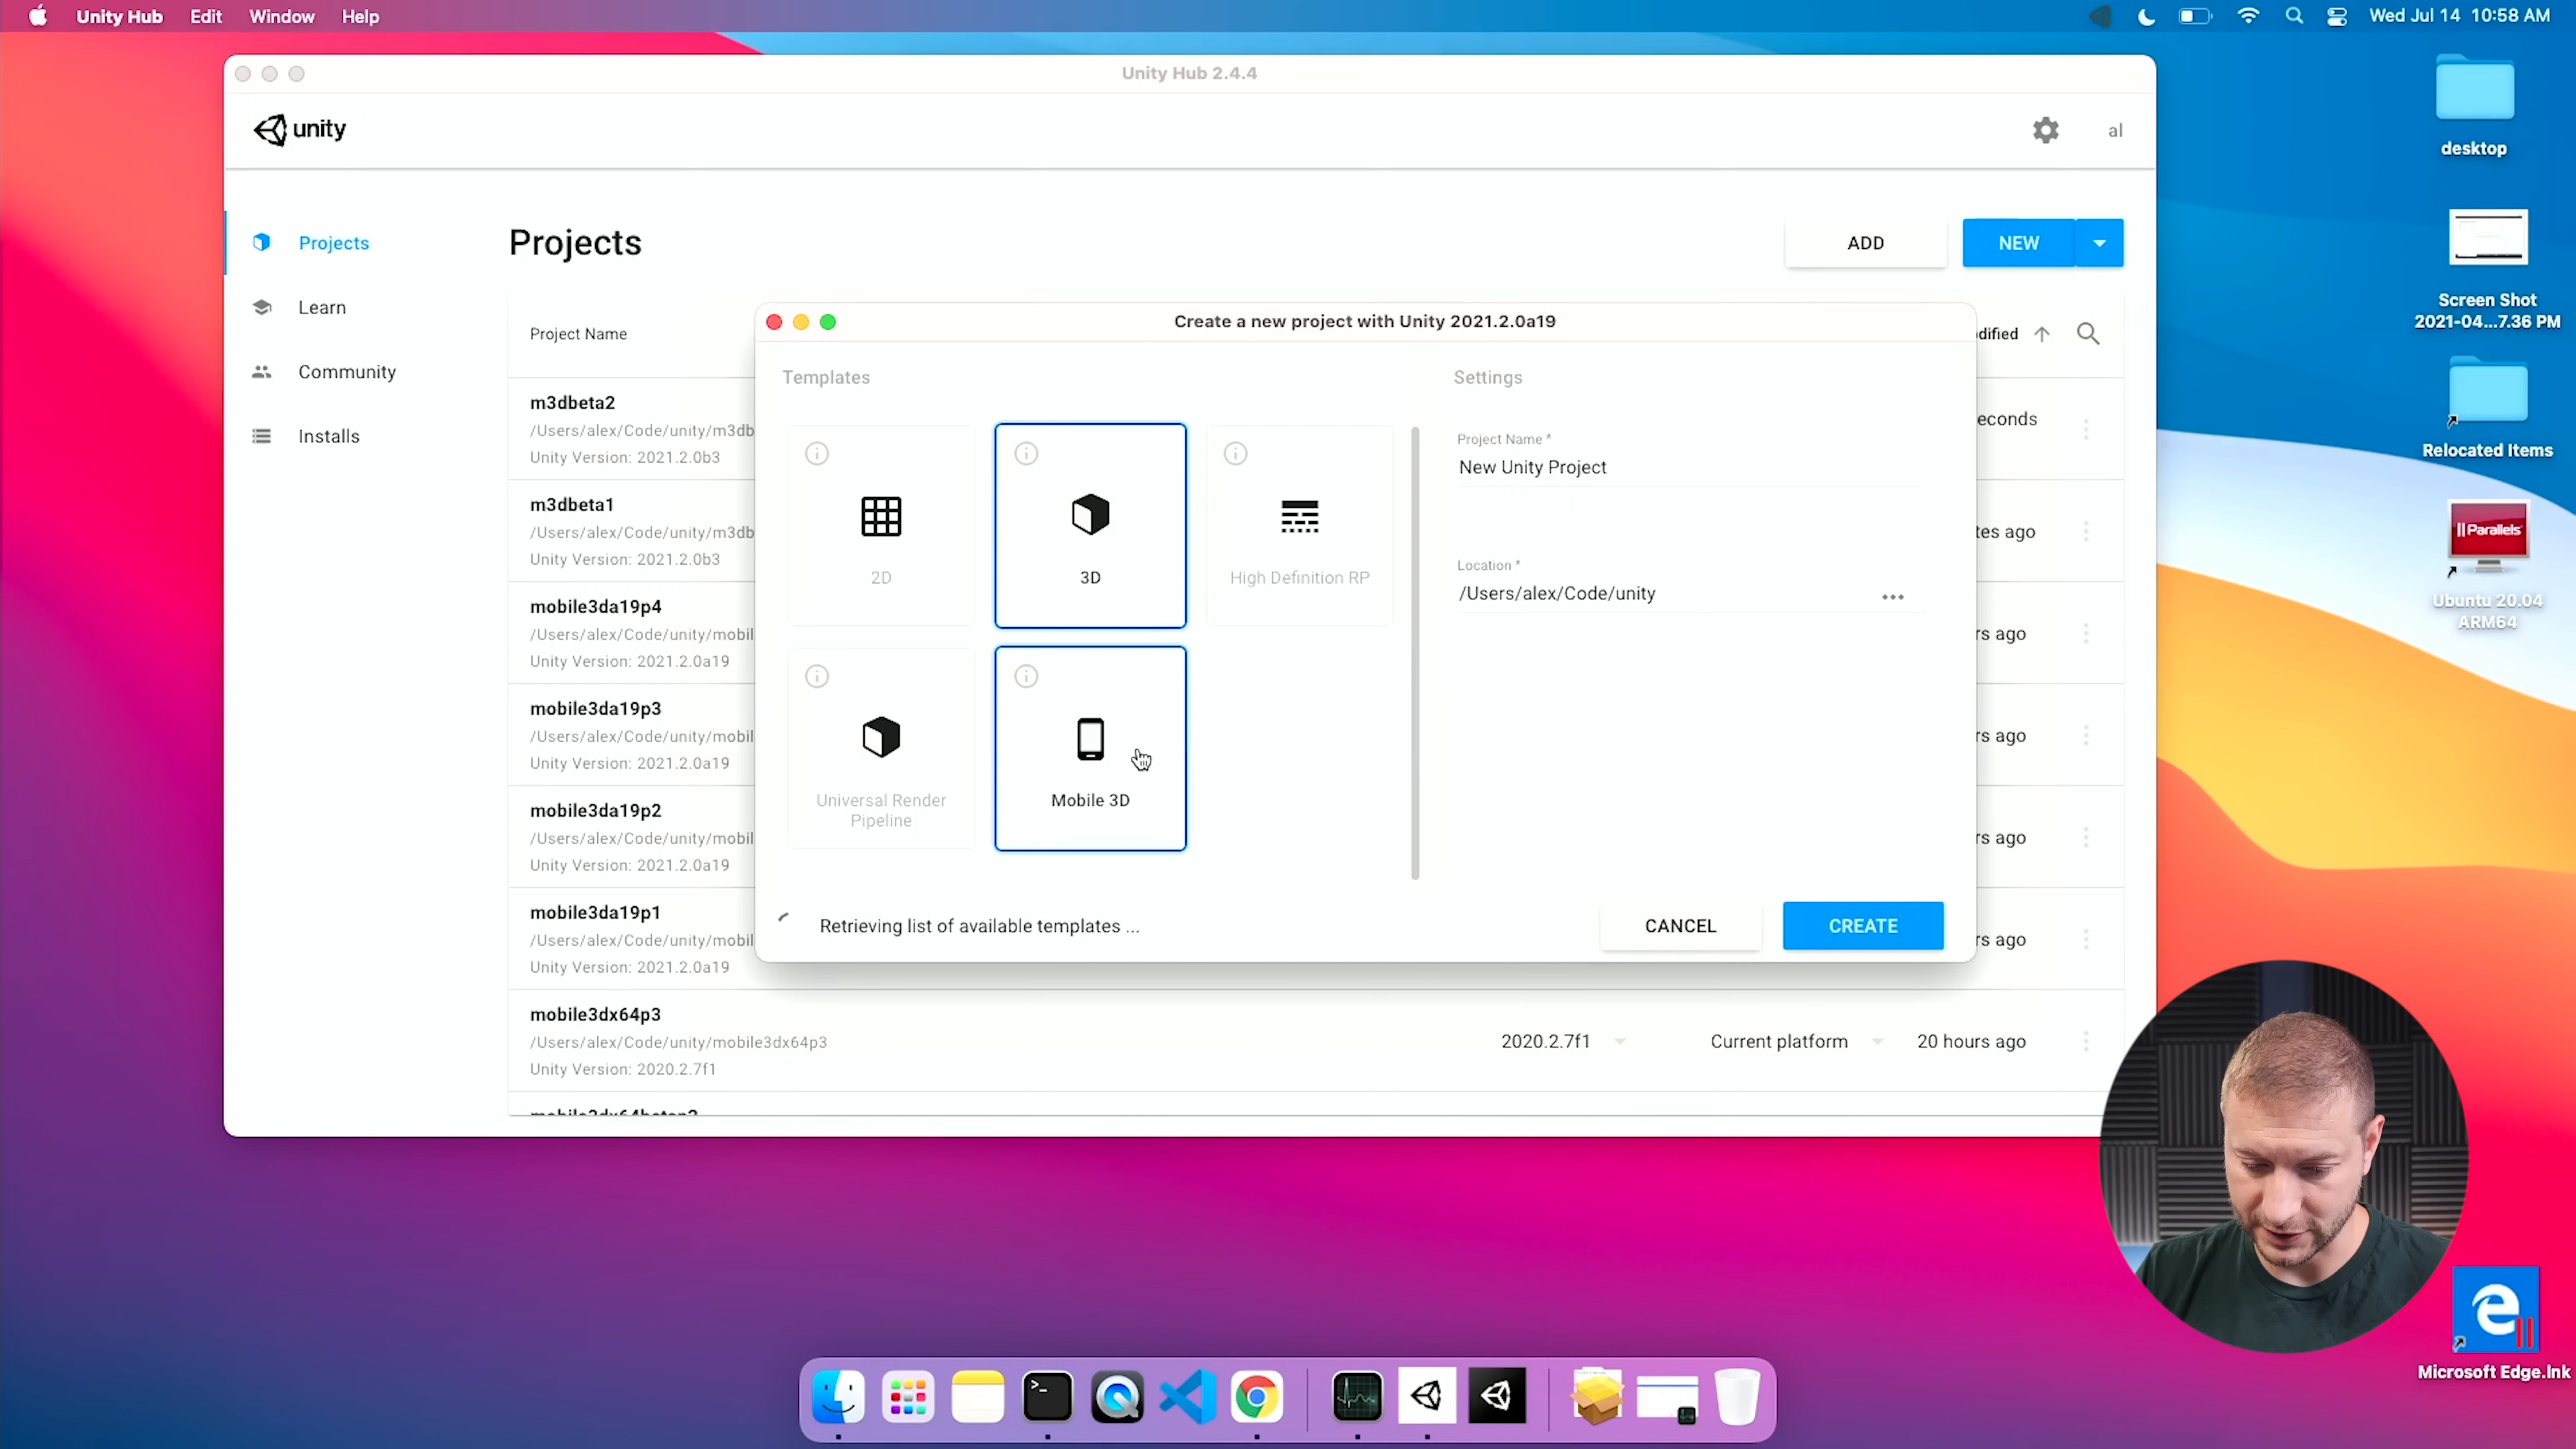 Unity Hub Edit Window Help
Wed Jul 14 10:58 AM
Unity Hub 2.4.4
unity
al
Projects
Learn
Community
Installs
Projects
ADD
NEW
Project Name
dified
m3dbeta2
/Users/alex/Code/unity/m3db
Unity Version: 2021.2.0b3
econds
m3dbeta1
/Users/alex/Code/unity/m3db
Unity Version: 2021.2.0b3
tes ago
mobile3da19p4
/Users/alex/Code/unity/mobil
Unity Version: 2021.2.0a19
rs ago
mobile3da19p3
/Users/alex/Code/unity/mobil
Unity Version: 2021.2.0a19
rs ago
mobile3da19p2
/Users/alex/Code/unity/mobil
Unity Version: 2021.2.0a19
rs ago
mobile3da19p1
/Users/alex/Code/unity/mobil
Unity Version: 2021.2.0a19
rs ago
mobile3dx64p3
/Users/alex/Code/unity/mobile3dx64p3
Unity Version: 2020.2.7f1
2020.2.7f1
Current platform
20 hours ago
Create a new project with Unity 2021.2.0a19
Templates
2D
3D
High Definition RP
Universal Render
Pipeline
Mobile 3D
Settings
Project Name *
New Unity Project
Location *
/Users/alex/Code/unity
Retrieving list of available templates ...
CANCEL
CREATE
desktop
Screen Shot
2021-04...7.36 PM
Relocated Items
Parallels
Ubuntu 20.04
ARM64
Microsoft Edge.lnk